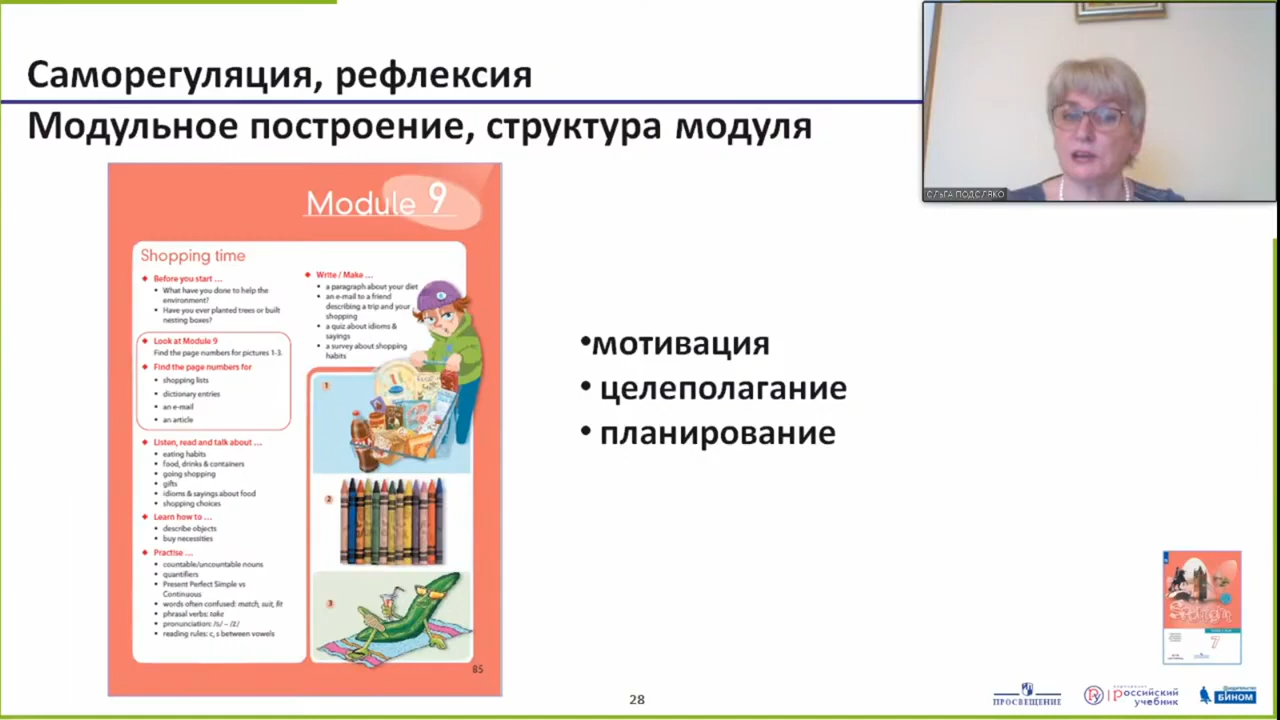 Саморегуляция, рефлексия
Модульное построение, структура модуля
ОЛЬГА ПОДОЛЯКО
Module 9
Shopping time
Before you start ...
• What have you done to help the
environment?
• Have you ever planted trees or built
nesting boxes?
Look at Module 9
Find the page numbers for pictures 1-3.
Find the page numbers for
• shopping lists
• dictionary entries
• an e-mail
• an article
Listen, read and talk about ...
• eating habits
• food, drinks & containers
• going shopping
• gifts
• idioms & sayings about food
• shopping choices
Learn how to ...
• describe objects
• buy necessities
Practise ...
• countable/uncountable nouns
• quantifiers
• Present Perfect Simple vs
Continuous
• words often confused: match, suit, fit
• phrasal verbs: take
• pronunciation: /s/ – /z/
• reading rules: c, s between vowels
Write / Make ...
• a paragraph about your diet
• an e-mail to a friend
describing a trip and your
shopping
• a quiz about idioms &
sayings
• a survey about shopping
habits
1
2
3
85
•мотивация
• целеполагание
• планирование
7
28
ПРОСВЕЩЕНИЕ
российский
учебник
БИНОМ